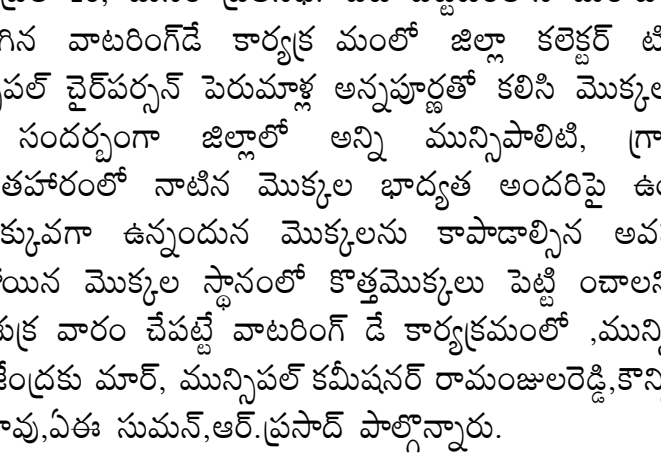 గిన వాటరింగ్‌డే కార్యక్ర మంలో జిల్లా కలెక్టర్ టి
పల్ చైర్‌పర్సన్ పెరుమాళ్ల అన్నపూర్ణతో కలిసి మొక్కల
సందర్భంగా జిల్లాలో అన్ని మున్సిపాలిటి, గ్రా
తహారంలో నాటిన మొక్కల భాద్యత అందరిపై ఉం
క్కువగా ఉన్నందున మొక్కలను కాపాడాల్సిన అవ
యిన మొక్కల స్థానంలో కొత్తమొక్కలు పెట్టి ంచాలని
శుక్ర వారం చేపట్టే వాటరింగ్ డే కార్యక్రమంలో ,మున్సి
జేంద్రకు మార్, మున్సిపల్ కమీషనర్ రామంజులరెడ్డి,కౌన్సి
రావు,ఏఈ సుమన్,ఆర్.ప్రసాద్ పాల్గొన్నారు.